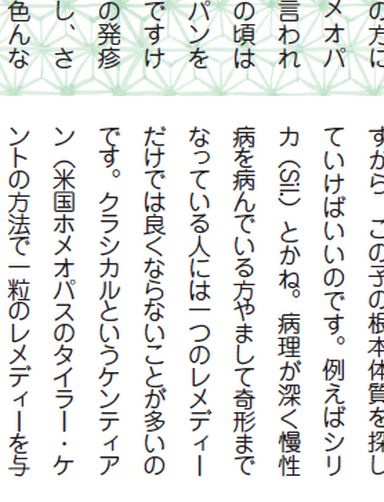 の方に
メオパ
言われ
の頃は
パンを
ですけ
の発疹
し、さ
色んな
すから、この子の根本体質を探し
ていけばいいのです。例えばシリ
カ（Sil.）とかね。病理が深く慢性
病を病んでいる方やまして奇形まで
なっている人には一つのレメディー
だけでは良くならないことが多いの
です。クラシカルというケンティア
ン（米国ホメオパスのタイラー・ケ
ントの方法で一粒のレメディーを与